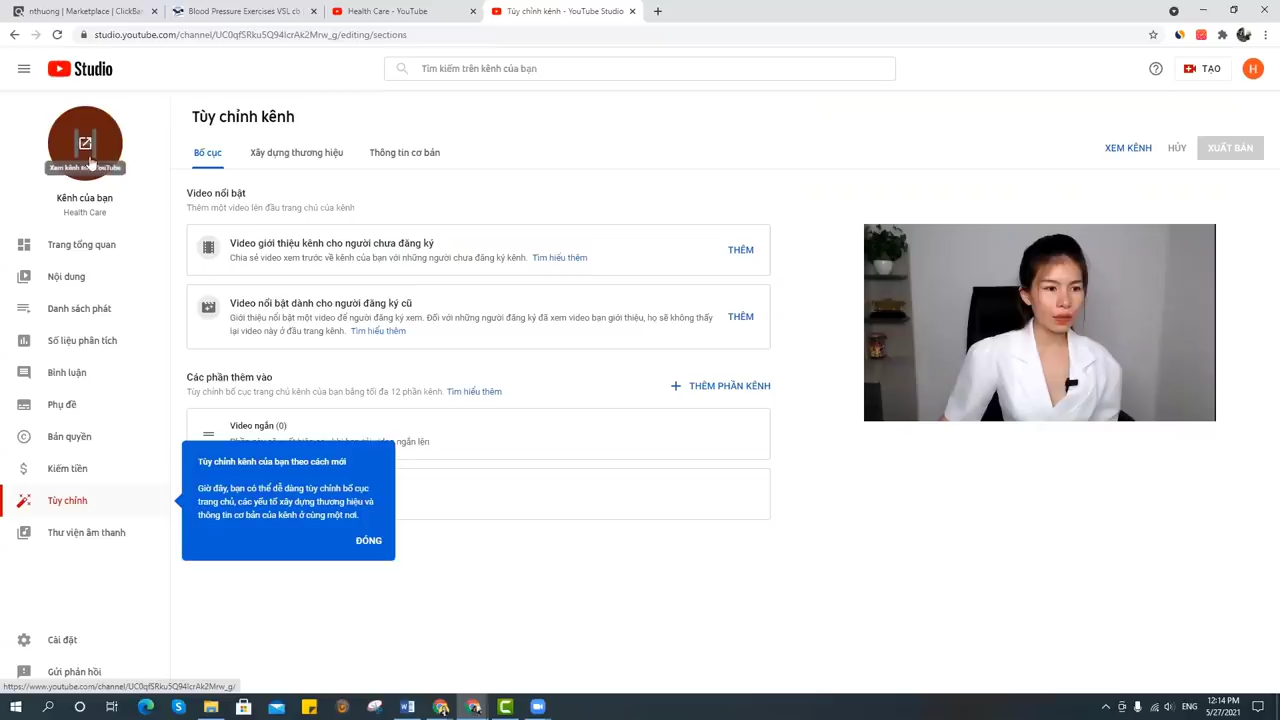 nthuong | Marketplace | ClickBan
Blood Pressure Exercises VSL cb
Health Care - YouTube
Tùy chỉnh kênh - YouTube Studio
studio.youtube.com/channel/UC0qfSRku5Q94IcrAk2Mrw_g/editing/sections
Studio
Tìm kiếm trên kênh của bạn
TẠO
H
Xem kênh trên YouTube
Kênh của bạn
Health Care
Trang tổng quan
Nội dung
Danh sách phát
Số liệu phân tích
Bình luận
Phụ đề
Bản quyền
Kiếm tiền
Tùy chỉnh
Thư viện âm thanh
Cài đặt
Gửi phản hồi
https://www.youtube.com/channel/UC0qfSRku5Q94IcrAk2Mrw_g/
Tùy chỉnh kênh
Bố cục
Xây dựng thương hiệu
Thông tin cơ bản
XEM KÊNH
HỦY
XUẤT BẢN
Video nổi bật
Thêm một video lên đầu trang chủ của kênh
Video giới thiệu kênh cho người chưa đăng ký
Chia sẻ video xem trước về kênh của bạn với những người chưa đăng ký kênh. Tìm hiểu thêm
THÊM
Video nổi bật dành cho người đăng ký cũ
Giới thiệu nổi bật một video để người đăng ký xem. Đối với những người đăng ký đã xem video bạn giới thiệu, họ sẽ không thấy
lại video này ở đầu trang kênh. Tìm hiểu thêm
THÊM
Các phần thêm vào
Tùy chỉnh bố cục trang chủ kênh của bạn bằng tối đa 12 phần kênh. Tìm hiểu thêm
THÊM PHẦN KÊNH
Video ngắn (0)
ngắn lên
Tùy chỉnh kênh của bạn theo cách mới
Giờ đây, bạn có thể dễ dàng tùy chỉnh bố cục
trang chủ, các yếu tố xây dựng thương hiệu và
thông tin cơ bản của kênh ở cùng một nơi.
ĐÓNG
ENG
12:14 PM
5/27/2021